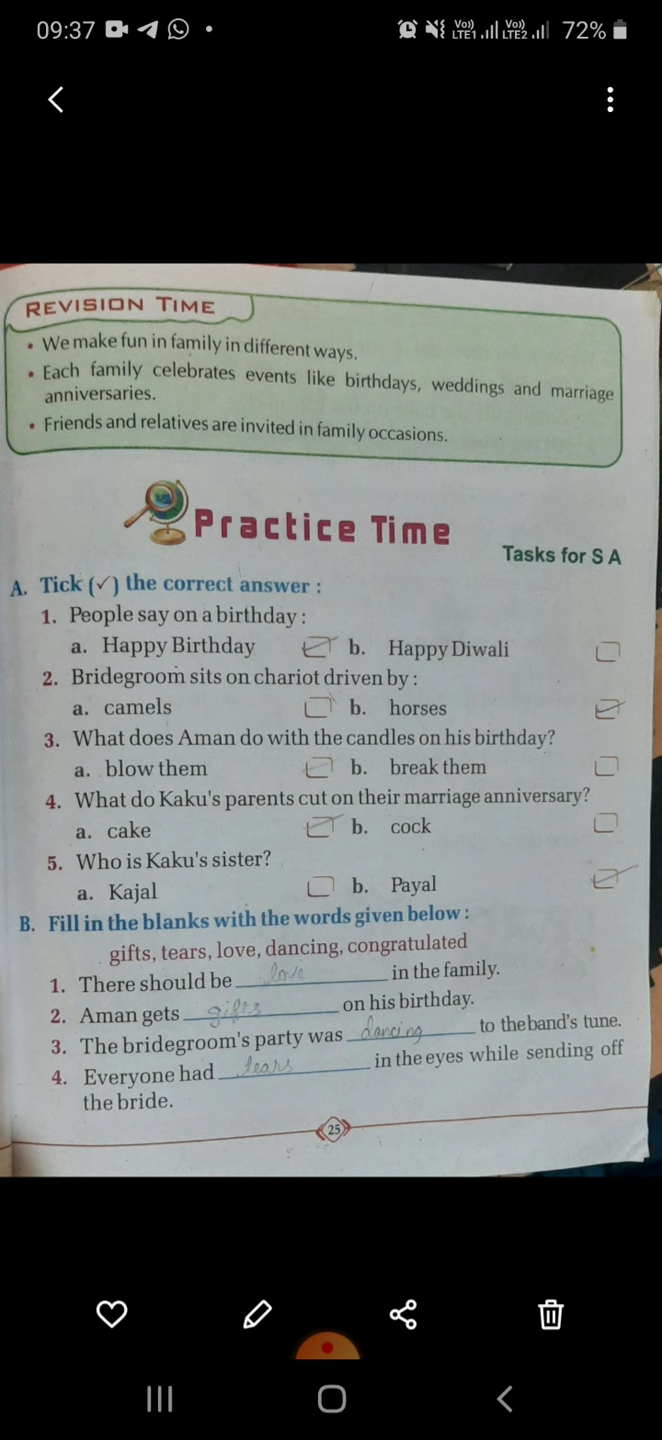 09:37
Vo)) LTE1 Vo)) LTE2 72%
REVISION TIME
• We make fun in family in different ways.
• Each family celebrates events like birthdays, weddings and marriage
anniversaries.
• Friends and relatives are invited in family occasions.
Practice Time
Tasks for S A
A. Tick (✓) the correct answer :
1. People say on a birthday :
a. Happy Birthday b. Happy Diwali
2. Bridegroom sits on chariot driven by :
a. camels b. horses
3. What does Aman do with the candles on his birthday?
a. blow them b. break them
4. What do Kaku's parents cut on their marriage anniversary?
a. cake b. cock
5. Who is Kaku's sister?
a. Kajal b. Payal
B. Fill in the blanks with the words given below :
gifts, tears, love, dancing, congratulated
1. There should be love in the family.
2. Aman gets gifts on his birthday.
3. The bridegroom's party was dancing to the band's tune.
4. Everyone had tears in the eyes while sending off
the bride.
25